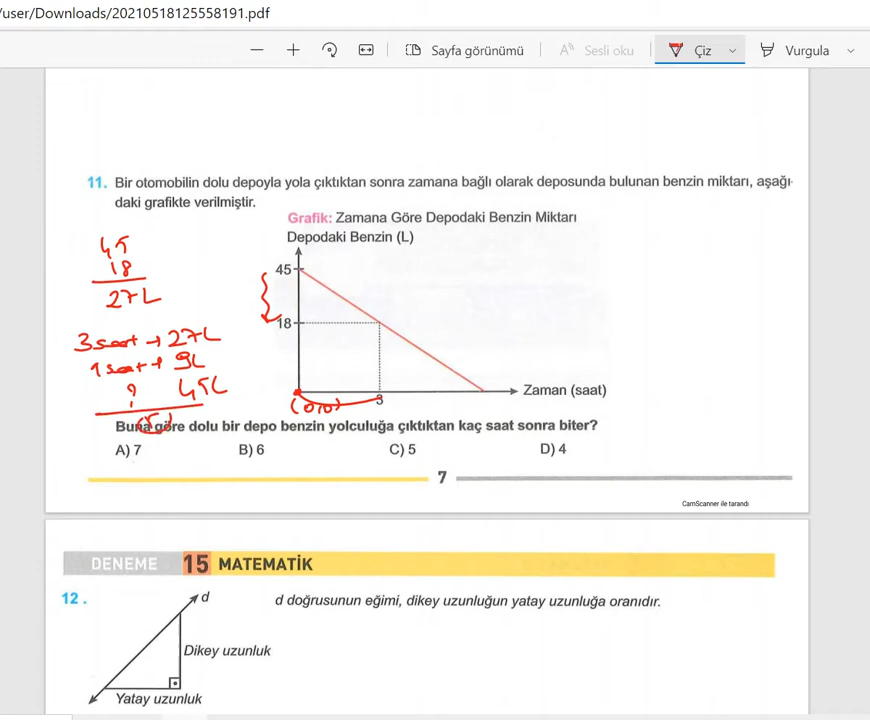 /user/Downloads/20210518125558191.pdf
Sayfa görünümü
Sesli oku
Çiz
Vurgula
11. Bir otomobilin dolu depoyla yola çıktıktan sonra zamana bağlı olarak deposunda bulunan benzin miktarı, aşağı-
daki grafikte verilmiştir.
Grafik: Zamana Göre Depodaki Benzin Miktarı
Depodaki Benzin (L)
45
18
3
Zaman (saat)
(0,0)
45
18
27L
3 saat → 27L
1 saat → 9L
? 45L
(5)
Buna göre dolu bir depo benzin yolculuğa çıktıktan kaç saat sonra biter?
A) 7 B) 6 C) 5 D) 4
7
CamScanner ile tarandı
DENEME 15 MATEMATİK
12.
d
d doğrusunun eğimi, dikey uzunluğun yatay uzunluğa oranıdır.
Dikey uzunluk
Yatay uzunluk